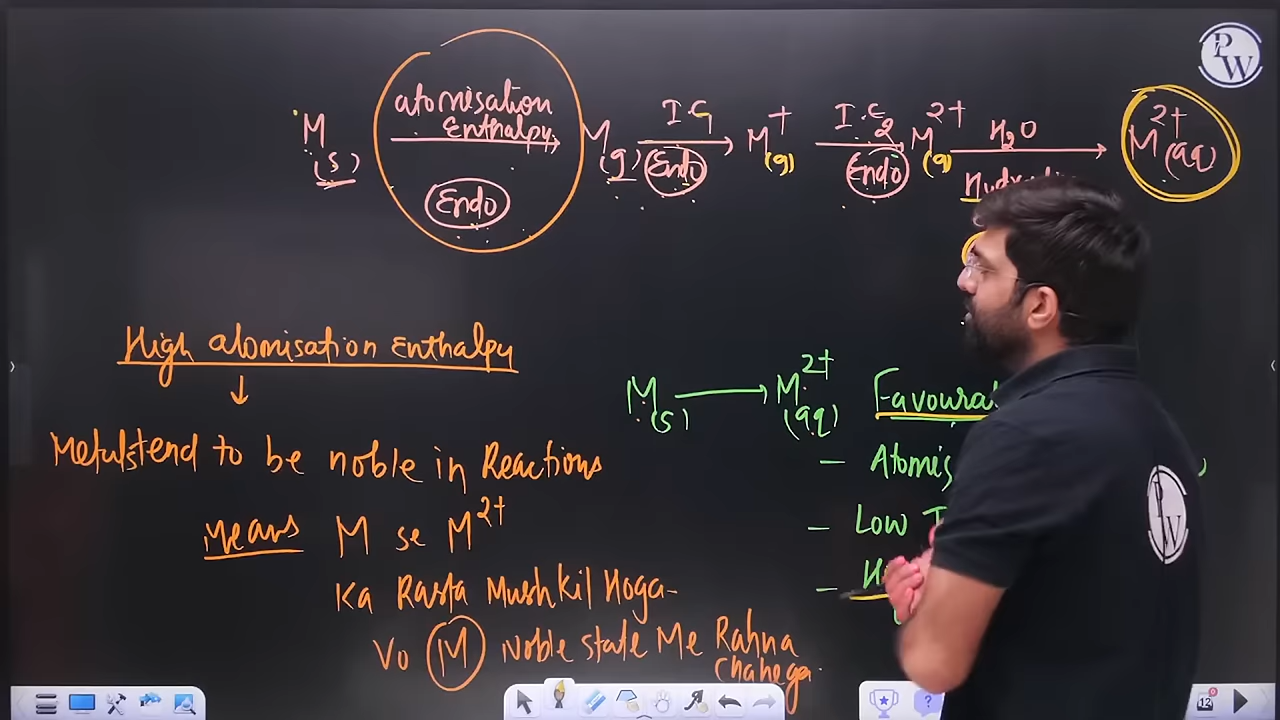 atomisation
Enthalpy
M(s) → M(g) I.E1 → M+(g) I.E2 → M2+(g) H2O → M2+(aq)
Endo Endo Endo
High atomisation Enthalpy
↓
Metals tend to be noble in Reactions
Means M se M2+
Ka Rasta Mushkil Hoga-
Vo M Noble state Me Rahna
Chahega.
M(s) → M2+(aq)
- Low
PW
PW
12